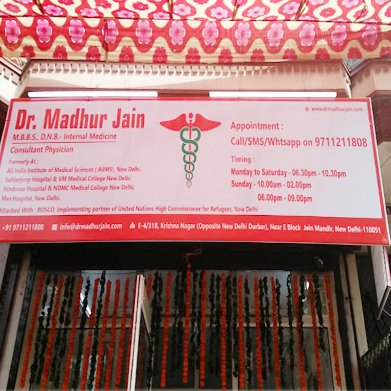 www.drmadhurjain.com
Dr. Madhur Jain
M.B.B.S., D.N.B.- Internal Medicine
Consultant Physician
Formerly At :
All India Institute of Medical Sciences ( AIIMS), New Delhi.
Safdarjung Hospital & VM Medical College New Delhi.
Hindurao Hospital & NDMC Medical College New Delhi.
Max Hospital, New Delhi.
Attached With : BOSCO, Implementing partner of United Nations High Commissioner for Refugees, New Delhi.
Appointment :
Call/SMS/Whtsapp on 9711211808
Timing :
Monday to Saturday - 06.30pm - 10.30pm
Sunday - 10.00am - 02.00pm
06.00pm - 09.00pm
+91 9711211808 info@drmadhurjain.com E-4/31B, Krishna Nagar (Opposite New Delhi Durbar), Near E Block Jain Mandir, New Delhi-110051